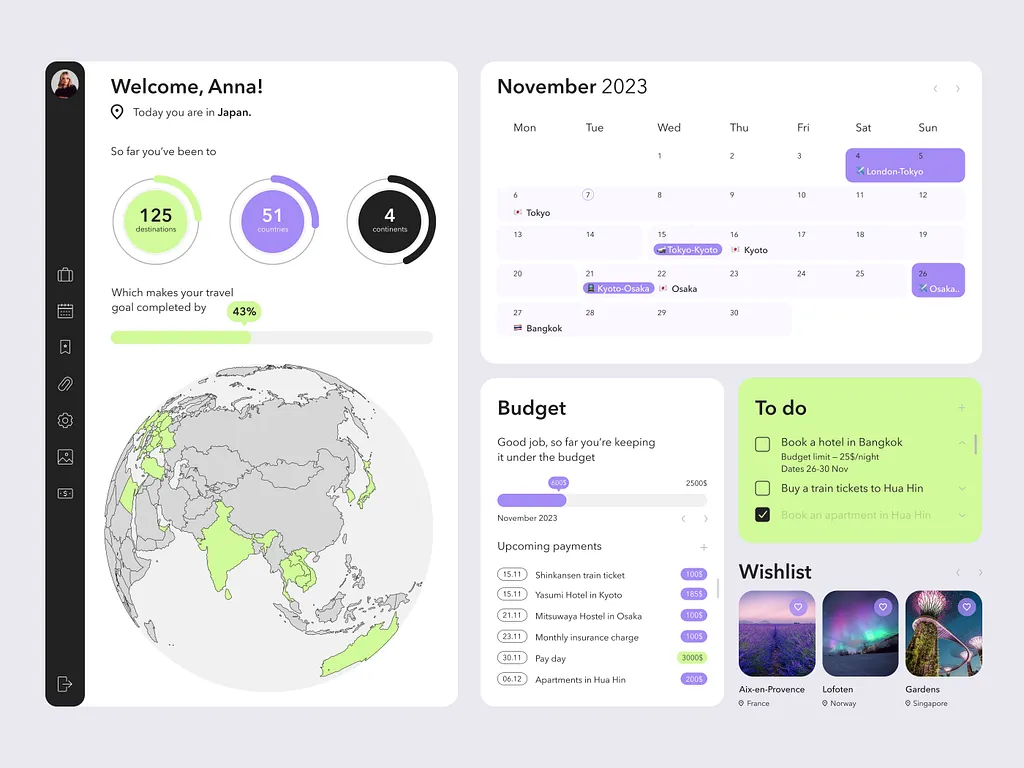 Welcome, Anna!
Today you are in Japan.
So far you've been to
125
destinations
51
countries
4
continents
Which makes your travel
goal completed by
43%
November 2023
Mon Tue Wed Thu Fri Sat Sun
1 2 3 4 5
London-Tokyo
6 7 8 9 10 11 12
Tokyo
13 14 15 16 17 18 19
Tokyo-Kyoto Kyoto
20 21 22 23 24 25 26
Kyoto-Osaka Osaka Osaka..
27 28 29 30
Bangkok
Budget
Good job, so far you're keeping
it under the budget
600$
2500$
November 2023
Upcoming payments
15.11 Shinkansen train ticket 100$
15.11 Yasumi Hotel in Kyoto 185$
21.11 Mitsuwaya Hostel in Osaka 100$
23.11 Monthly insurance charge 100$
30.11 Pay day 3000$
06.12 Apartments in Hua Hin 200$
To do
Book a hotel in Bangkok
Budget limit – 25$/night
Dates 26-30 Nov
Buy a train tickets to Hua Hin
Book an apartment in Hua Hin
Wishlist
Aix-en-Provence
France
Lofoten
Norway
Gardens
Singapore